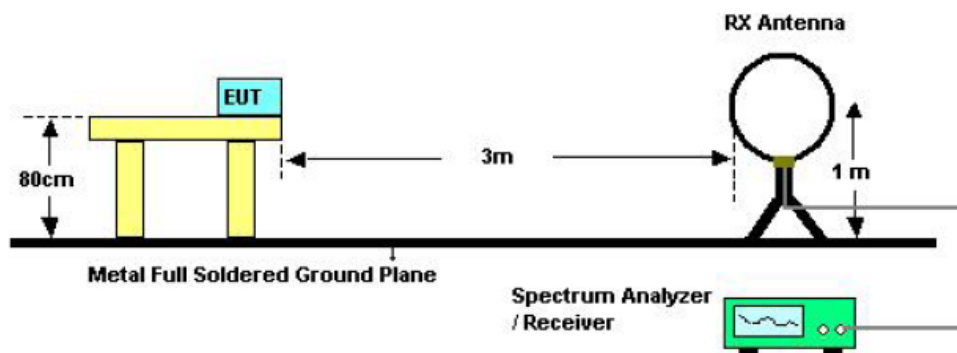 RX Antenna
EUT
3m
80cm
1 m
Metal Full Soldered Ground Plane
Spectrum Analyzer
/ Receiver